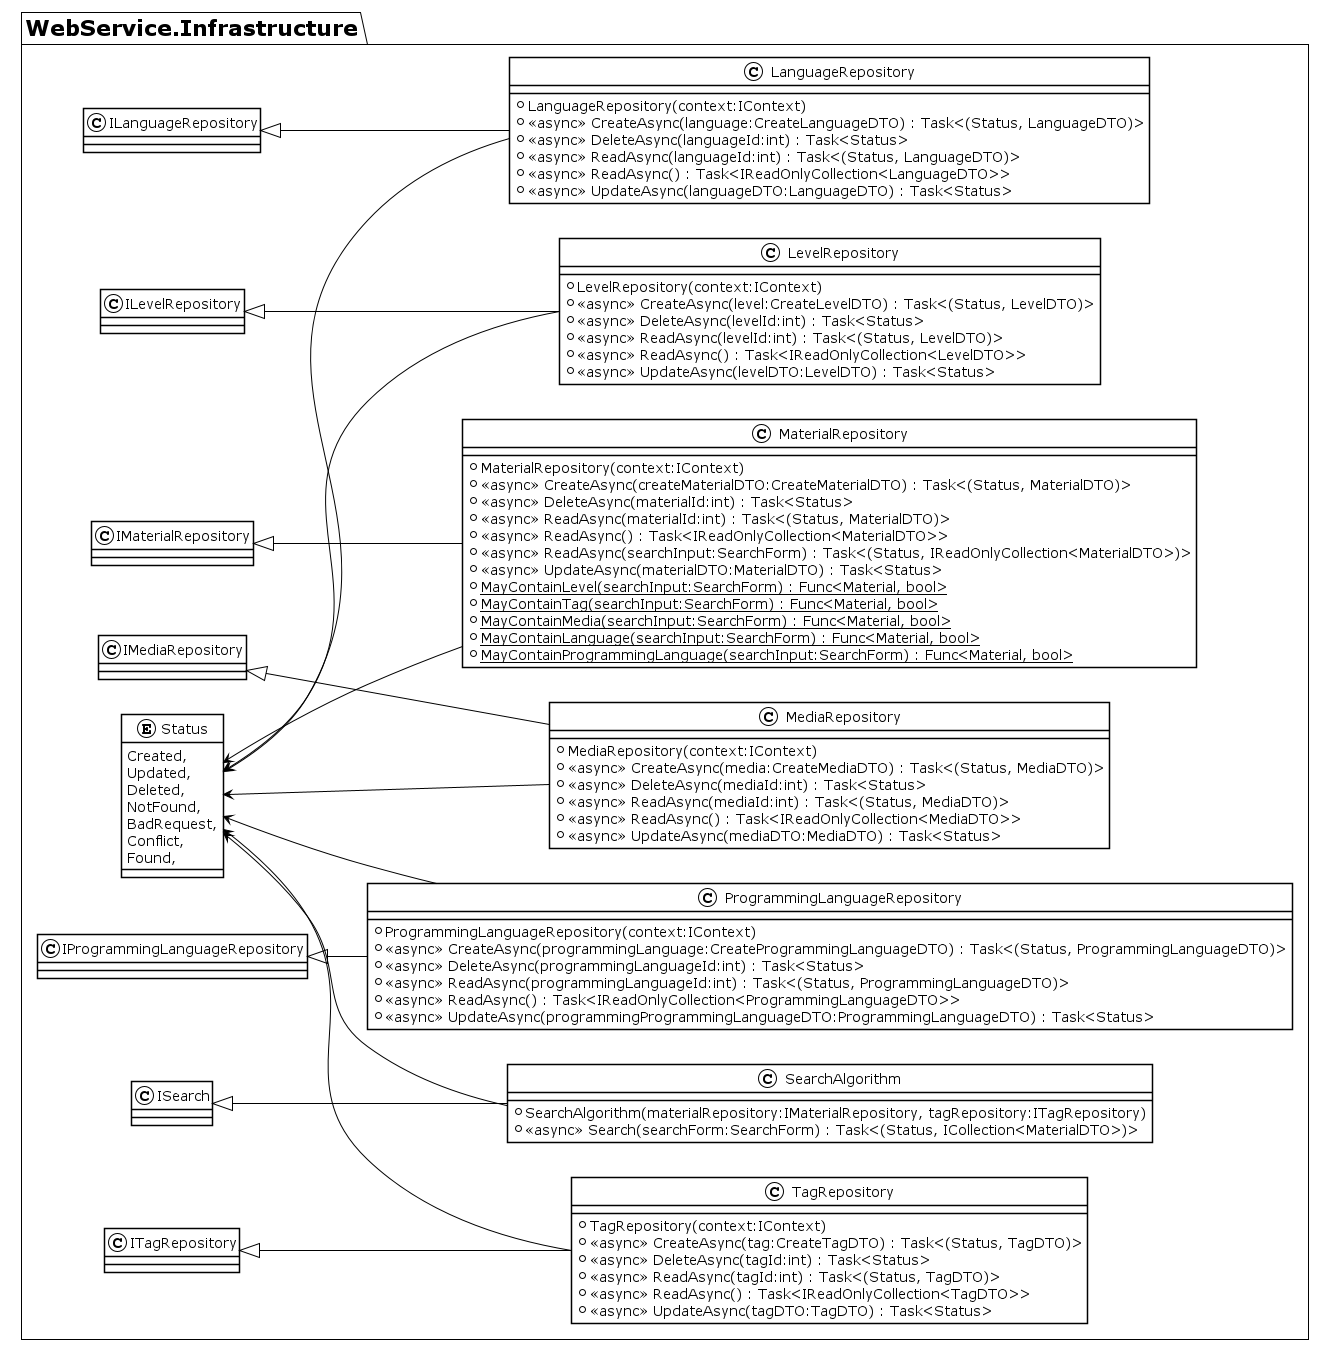 WebService.Infrastructure
C LanguageRepository
LanguageRepository(context:IContext)
«async» CreateAsync(language:CreateLanguageDTO) : Task<(Status, LanguageDTO)>
«async» DeleteAsync(languageId:int) : Task<Status>
«async» ReadAsync(languageId:int) : Task<(Status, LanguageDTO)>
«async» ReadAsync() : Task<IReadOnlyCollection<LanguageDTO>>
«async» UpdateAsync(languageDTO:LanguageDTO) : Task<Status>
C ILanguageRepository
C LevelRepository
LevelRepository(context:IContext)
«async» CreateAsync(level:CreateLevelDTO) : Task<(Status, LevelDTO)>
«async» DeleteAsync(levelId:int) : Task<Status>
«async» ReadAsync(levelId:int) : Task<(Status, LevelDTO)>
«async» ReadAsync() : Task<IReadOnlyCollection<LevelDTO>>
«async» UpdateAsync(levelDTO:LevelDTO) : Task<Status>
C ILevelRepository
C MaterialRepository
MaterialRepository(context:IContext)
«async» CreateAsync(createMaterialDTO:CreateMaterialDTO) : Task<(Status, MaterialDTO)>
«async» DeleteAsync(materialId:int) : Task<Status>
«async» ReadAsync(materialId:int) : Task<(Status, MaterialDTO)>
«async» ReadAsync() : Task<IReadOnlyCollection<MaterialDTO>>
«async» ReadAsync(searchInput:SearchForm) : Task<(Status, IReadOnlyCollection<MaterialDTO>)>
«async» UpdateAsync(materialDTO:MaterialDTO) : Task<Status>
MayContainLevel(searchInput:SearchForm) : Func<Material, bool>
MayContainTag(searchInput:SearchForm) : Func<Material, bool>
MayContainMedia(searchInput:SearchForm) : Func<Material, bool>
MayContainLanguage(searchInput:SearchForm) : Func<Material, bool>
MayContainProgrammingLanguage(searchInput:SearchForm) : Func<Material, bool>
C IMaterialRepository
C IMediaRepository
C MediaRepository
MediaRepository(context:IContext)
«async» CreateAsync(media:CreateMediaDTO) : Task<(Status, MediaDTO)>
«async» DeleteAsync(mediaId:int) : Task<Status>
«async» ReadAsync(mediaId:int) : Task<(Status, MediaDTO)>
«async» ReadAsync() : Task<IReadOnlyCollection<MediaDTO>>
«async» UpdateAsync(mediaDTO:MediaDTO) : Task<Status>
E Status
Created,
Updated,
Deleted,
NotFound,
BadRequest,
Conflict,
Found,
C ProgrammingLanguageRepository
ProgrammingLanguageRepository(context:IContext)
«async» CreateAsync(programmingLanguage:CreateProgrammingLanguageDTO) : Task<(Status, ProgrammingLanguageDTO)>
«async» DeleteAsync(programmingLanguageId:int) : Task<Status>
«async» ReadAsync(programmingLanguageId:int) : Task<(Status, ProgrammingLanguageDTO)>
«async» ReadAsync() : Task<IReadOnlyCollection<ProgrammingLanguageDTO>>
«async» UpdateAsync(programmingProgrammingLanguageDTO:ProgrammingLanguageDTO) : Task<Status>
C IProgrammingLanguageRepository
C SearchAlgorithm
SearchAlgorithm(materialRepository:IMaterialRepository, tagRepository:ITagRepository)
«async» Search(searchForm:SearchForm) : Task<(Status, ICollection<MaterialDTO>)>
C ISearch
C TagRepository
TagRepository(context:IContext)
«async» CreateAsync(tag:CreateTagDTO) : Task<(Status, TagDTO)>
«async» DeleteAsync(tagId:int) : Task<Status>
«async» ReadAsync(tagId:int) : Task<(Status, TagDTO)>
«async» ReadAsync() : Task<IReadOnlyCollection<TagDTO>>
«async» UpdateAsync(tagDTO:TagDTO) : Task<Status>
C ITagRepository